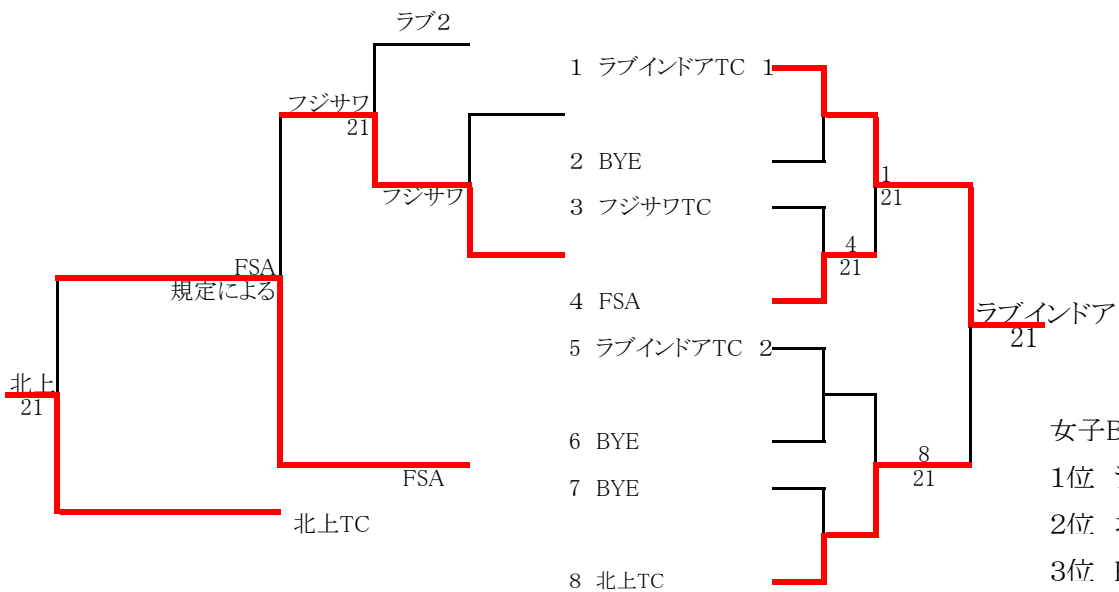 ラブ2
1 ラブインドアTC 1
フジサワ
21
2 BYE
1
21
フジサワ
3 フジサワTC
4
21
FSA
規定による
4 FSA
ラブインドア
21
5 ラブインドアTC 2
北上
21
女子B
6 BYE
8
21
FSA
7 BYE
1位
北上TC
2位
3位
8 北上TC